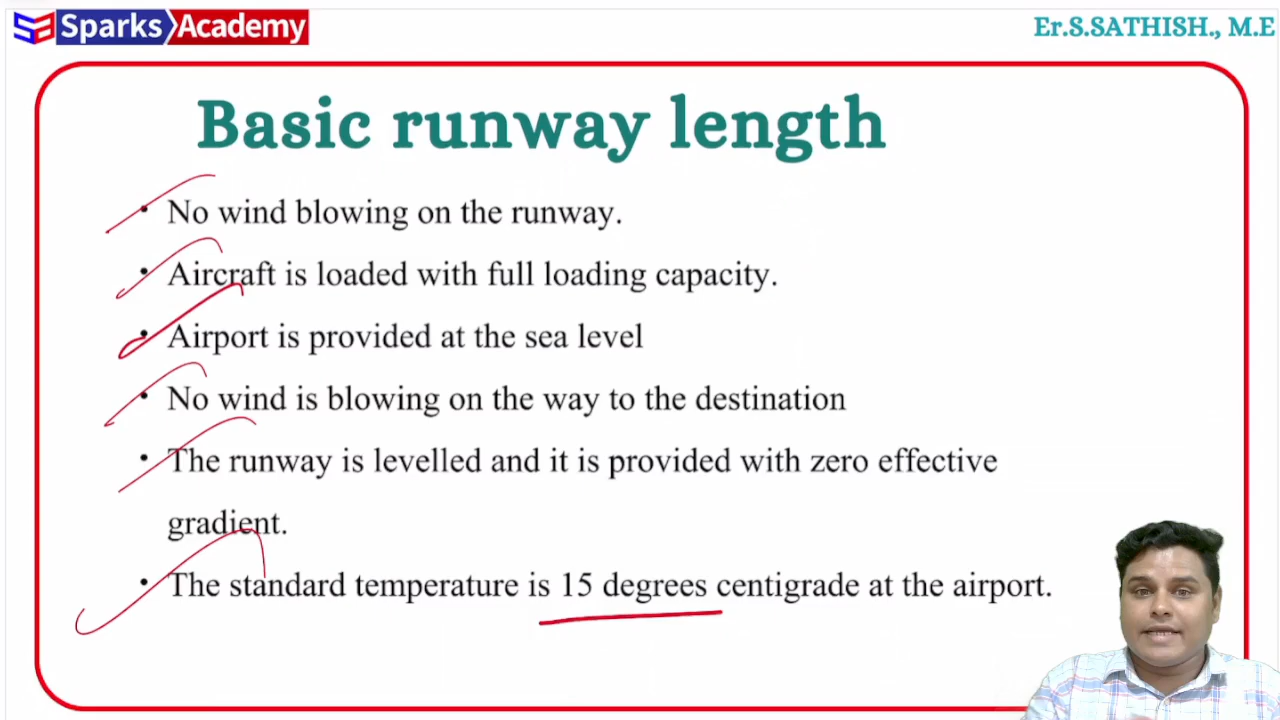 Sparks Academy
Er.S.SATHISH., M.E
Basic runway length
• No wind blowing on the runway.
• Aircraft is loaded with full loading capacity.
• Airport is provided at the sea level
• No wind is blowing on the way to the destination
• The runway is levelled and it is provided with zero effective
gradient.
• The standard temperature is 15 degrees centigrade at the airport.